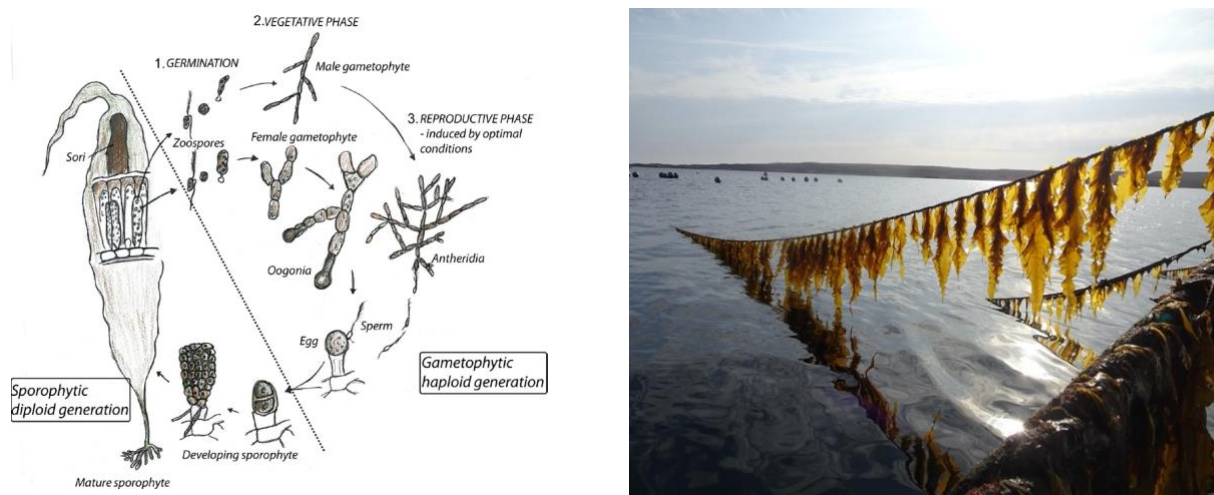 2.VEGETATIVE PHASE
1. GERMINATION
Male gametophyte
3. REPRODUCTIVE PHASE
- induced by optimal
conditions
Zoospores
Female gametophyte
Sori
Oogonia
Antheridia
Sperm
Egg
Gametophytic
haploid generation
Sporophytic
diploid generation
Developing sporophyte
Mature sporophyte